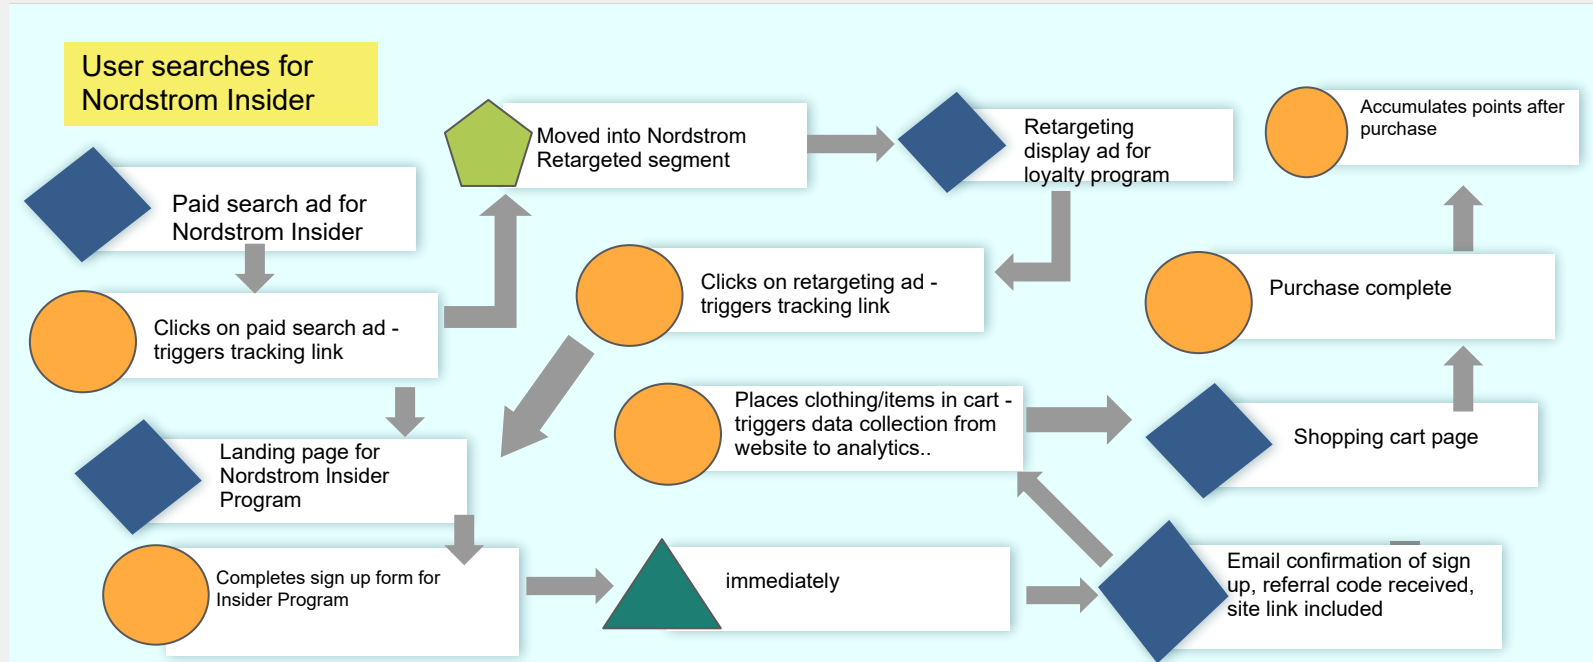 User searches for
Nordstrom Insider
Paid search ad for
Nordstrom Insider
Clicks on paid search ad -
triggers tracking link
Moved into Nordstrom
Retargeted segment
Retargeting
display ad for
loyalty program
Clicks on retargeting ad -
triggers tracking link
Landing page for
Nordstrom Insider
Program
Completes sign up form for
Insider Program
immediately
Email confirmation of sign
up, referral code received,
site link included
Places clothing/items in cart -
triggers data collection from
website to analytics..
Shopping cart page
Purchase complete
Accumulates points after
purchase